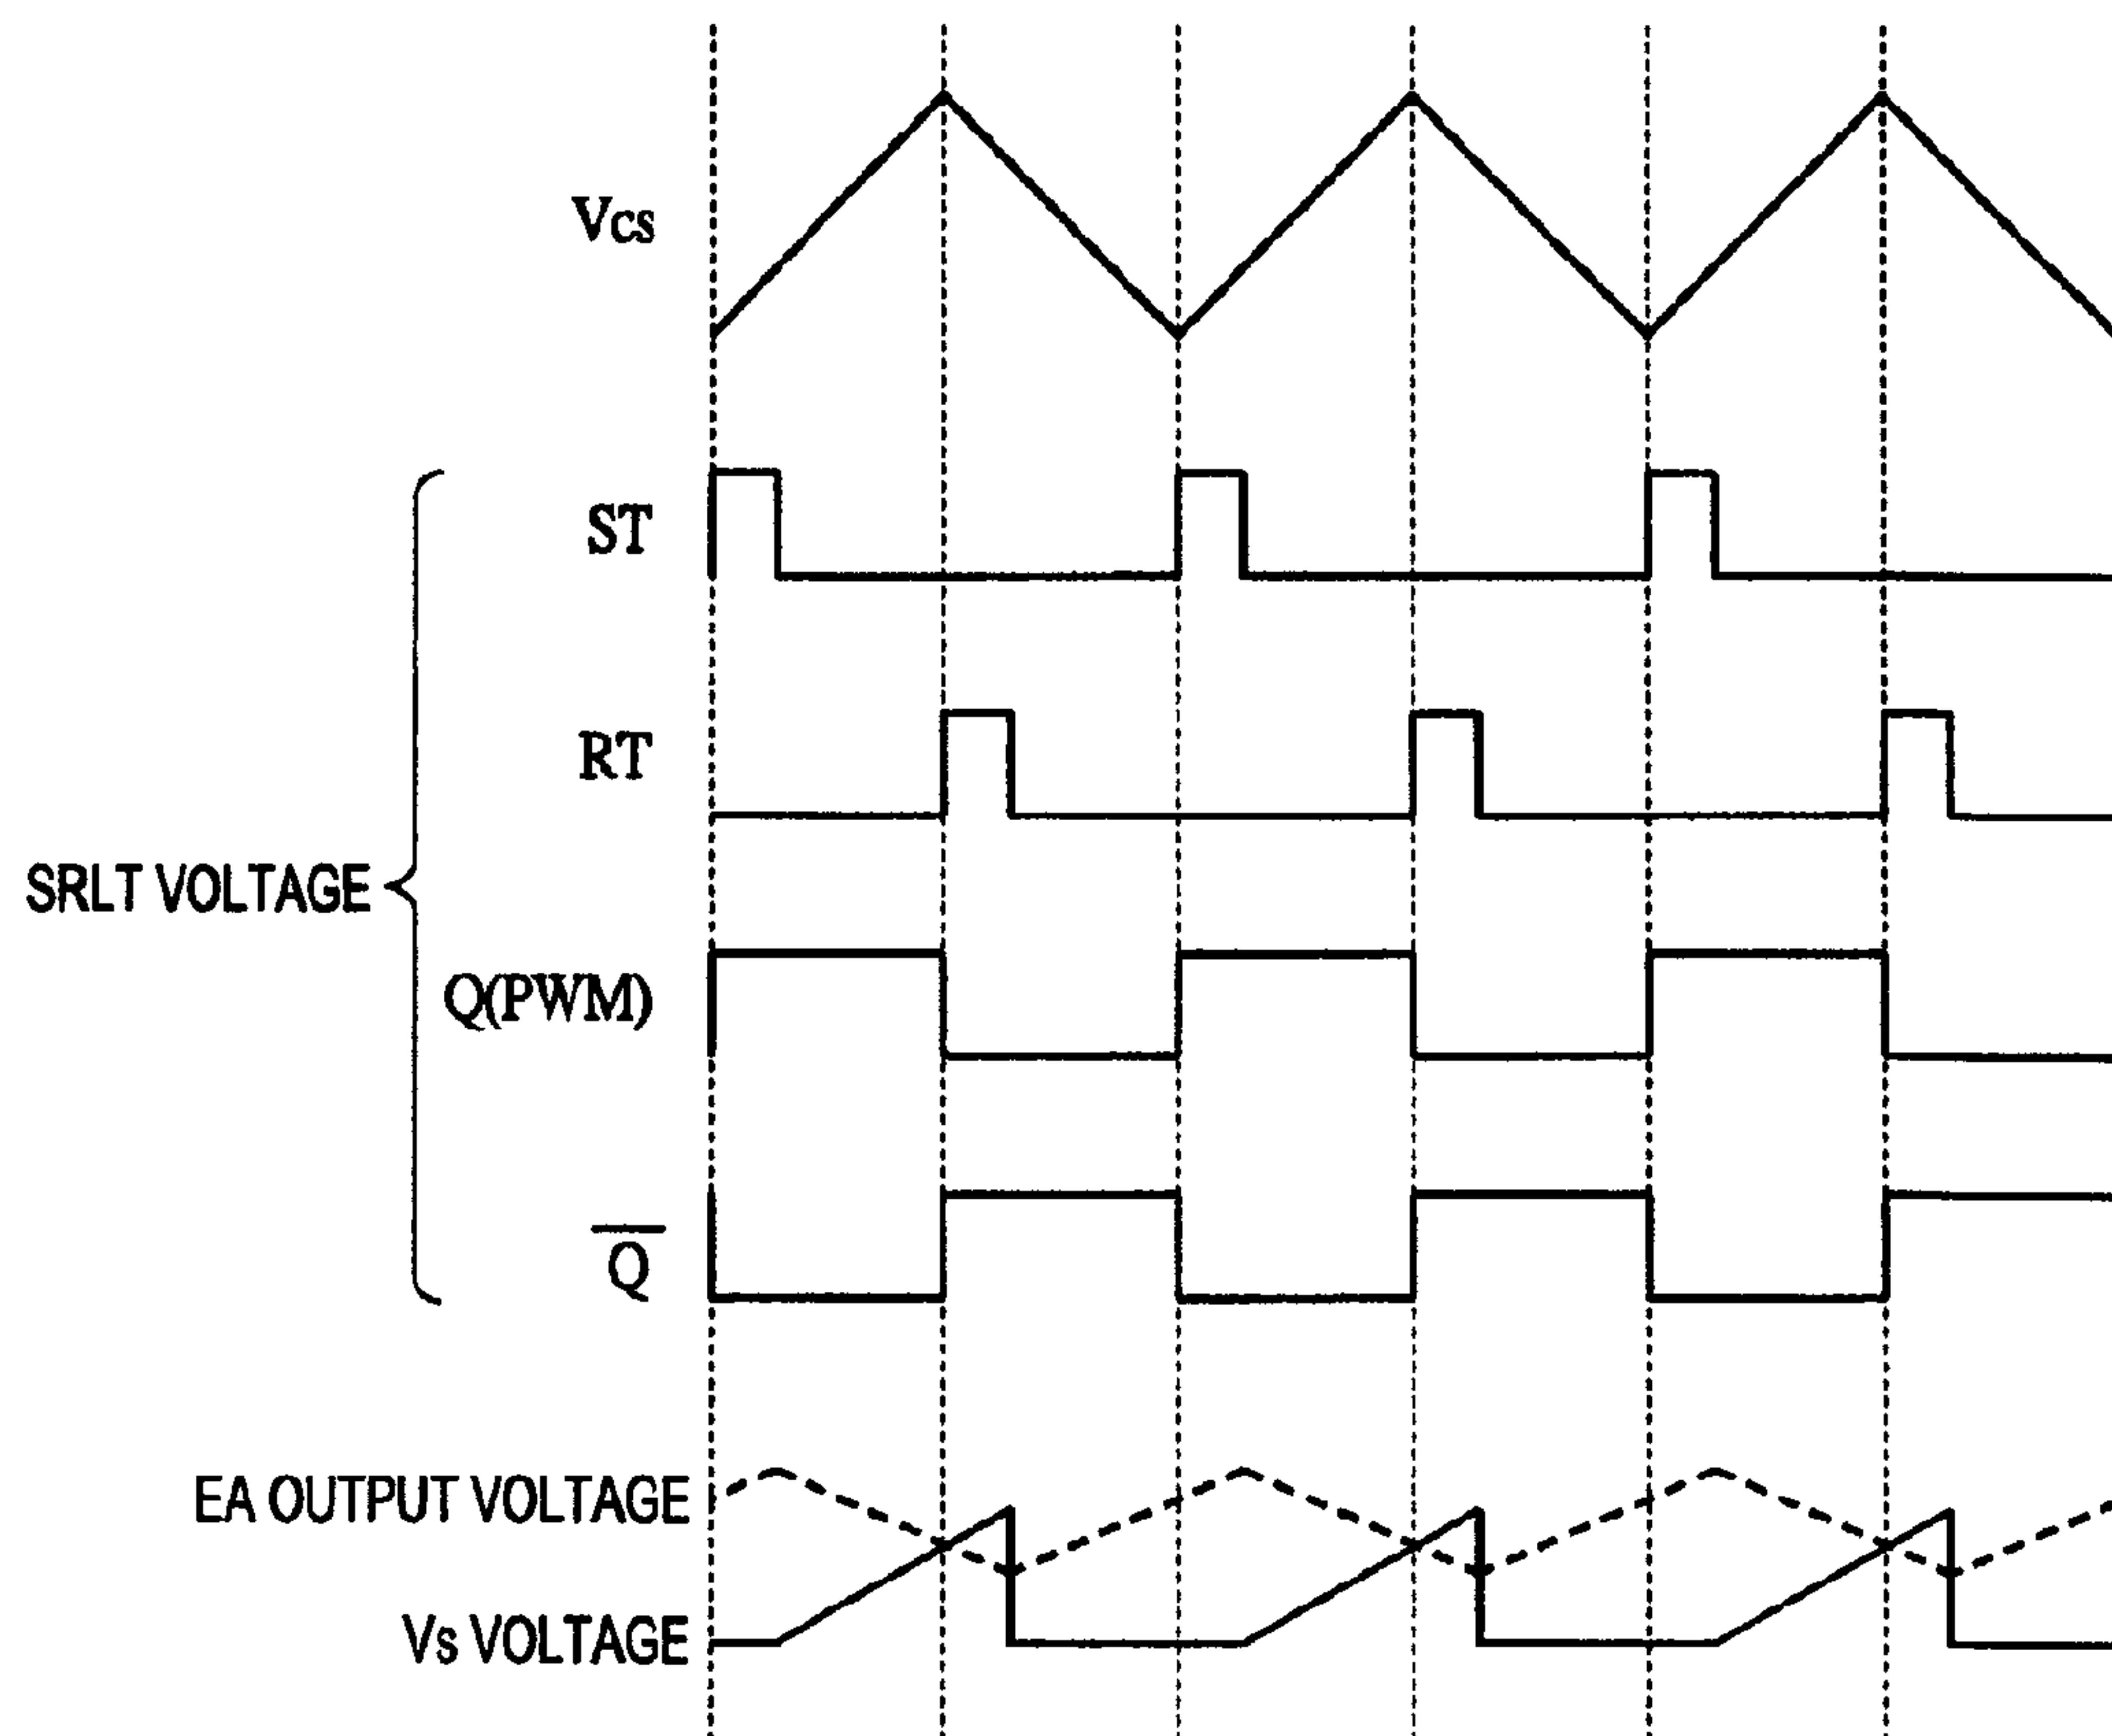 Vcs
ST
RT
SRLT VOLTAGE
Q(PWM)
Q̅
EA OUTPUT VOLTAGE
Vs VOLTAGE